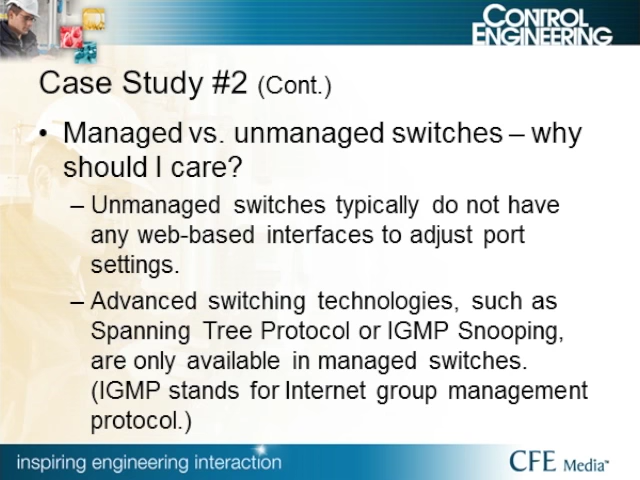 CONTROL
ENGINEERING
Case Study #2 (Cont.)
• Managed vs. unmanaged switches – why
should I care?
– Unmanaged switches typically do not have
any web-based interfaces to adjust port
settings.
– Advanced switching technologies, such as
Spanning Tree Protocol or IGMP Snooping,
are only available in managed switches.
(IGMP stands for Internet group management
protocol.)
inspiring engineering interaction
CFE Media™